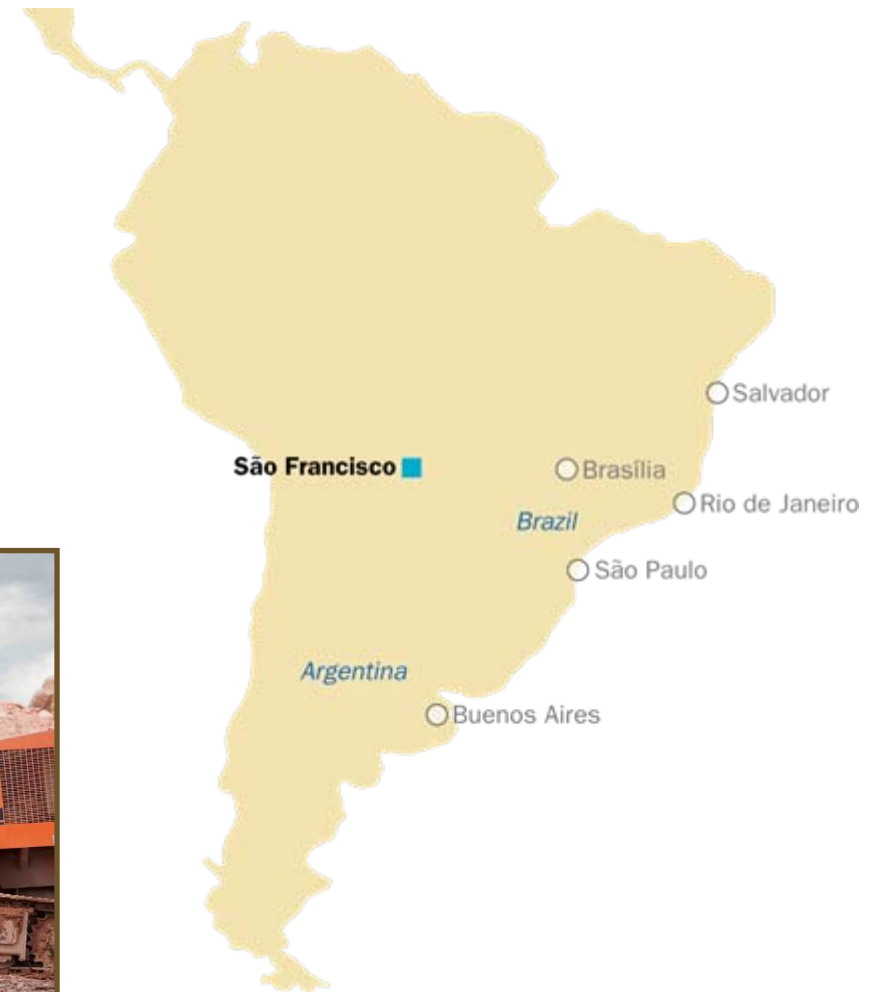 Salvador
São Francisco
Brasília
Rio de Janeiro
Brazil
São Paulo
Argentina
Buenos Aires